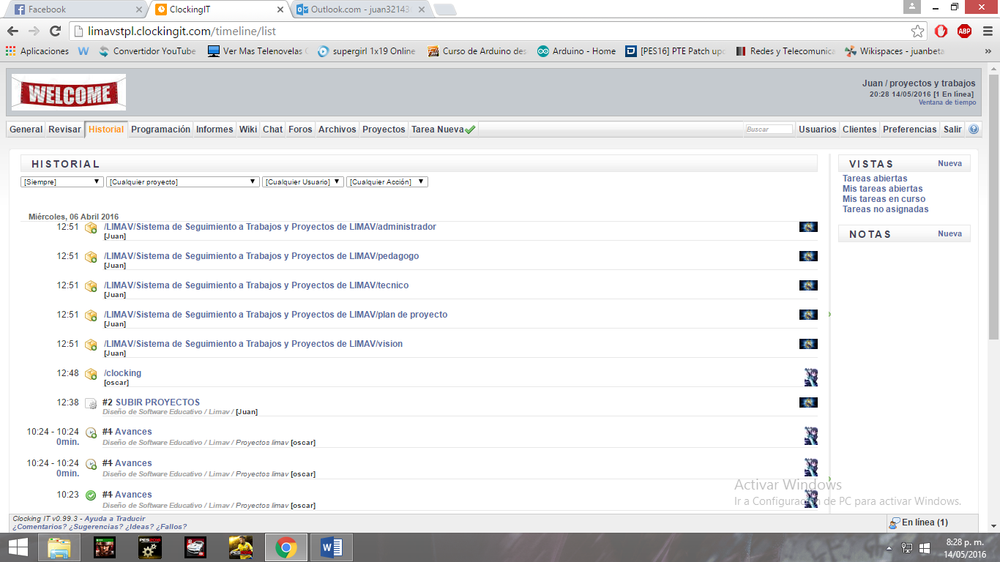 Facebook
ClockingIT
Outlook.com - juan32143
limavstpl.clockingit.com/timeline/list
ABP
Aplicaciones
W
Convertidor YouTube
Ver Mas Telenovelas
supergirl 1x19 Online
Curso de Arduino des
Arduino - Home
[PES16] PTE Patch upd
Redes y Telecomunica
Wikispaces - juanbeta
»
WELCOME
Juan / proyectos y trabajos
20:28 14/05/2016 [1 En línea]
Ventana de tiempo
General Revisar Historial Programación Informes Wiki Chat Foros Archivos Proyectos Tarea Nueva
Buscar
Usuarios Clientes Preferencias Salir
HISTORIAL
[Siempre] [Cualquier proyecto] [Cualquier Usuario] [Cualquier Acción]
Miércoles, 06 Abril 2016
12:51 /LIMAV/Sistema de Seguimiento a Trabajos y Proyectos de LIMAV/administrador
[Juan]
12:51 /LIMAV/Sistema de Seguimiento a Trabajos y Proyectos de LIMAV/pedagogo
[Juan]
12:51 /LIMAV/Sistema de Seguimiento a Trabajos y Proyectos de LIMAV/tecnico
[Juan]
12:51 /LIMAV/Sistema de Seguimiento a Trabajos y Proyectos de LIMAV/plan de proyecto
[Juan]
12:51 /LIMAV/Sistema de Seguimiento a Trabajos y Proyectos de LIMAV/vision
[Juan]
12:48 /clocking
[oscar]
12:38 #2 SUBIR PROYECTOS
Diseño de Software Educativo / Limav / [Juan]
10:24 - 10:24 #1 Avances
0min. Diseño de Software Educativo / Limav / Proyectos limav [oscar]
10:24 - 10:24 #1 Avances
0min. Diseño de Software Educativo / Limav / Proyectos limav [oscar]
10:23 #1 Avances
Diseño de Software Educativo / Limav / Proyectos limav [oscar]
VISTAS Nueva
Tareas abiertas
Mis tareas abiertas
Mis tareas en curso
Tareas no asignadas
NOTAS Nueva
Activar Windows
Ir a Configuración de PC para activar Windows.
Clocking IT v0.99.3 - Ayuda a Traducir
¿Comentarios? ¿Sugerencias? ¿Ideas? ¿Fallos?
En línea (1)
8:28 p. m.
14/05/2016